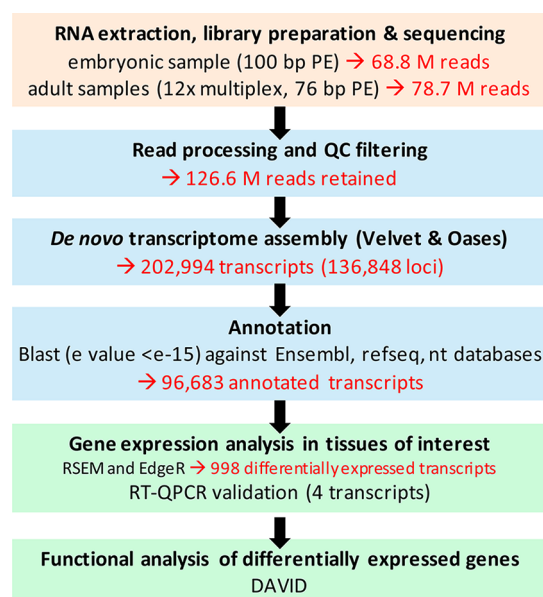 RNA extraction, library preparation & sequencing
embryonic sample (100 bp PE) → 68.8 M reads
adult samples (12x multiplex, 76 bp PE) → 78.7 M reads
Read processing and QC filtering
→ 126.6 M reads retained
De novo transcriptome assembly (Velvet & Oases)
→ 202,994 transcripts (136,848 loci)
Annotation
Blast (e value <e-15) against Ensembl, refseq, nt databases
→ 96,683 annotated transcripts
Gene expression analysis in tissues of interest
RSEM and EdgeR → 998 differentially expressed transcripts
RT-QPCR validation (4 transcripts)
Functional analysis of differentially expressed genes
DAVID